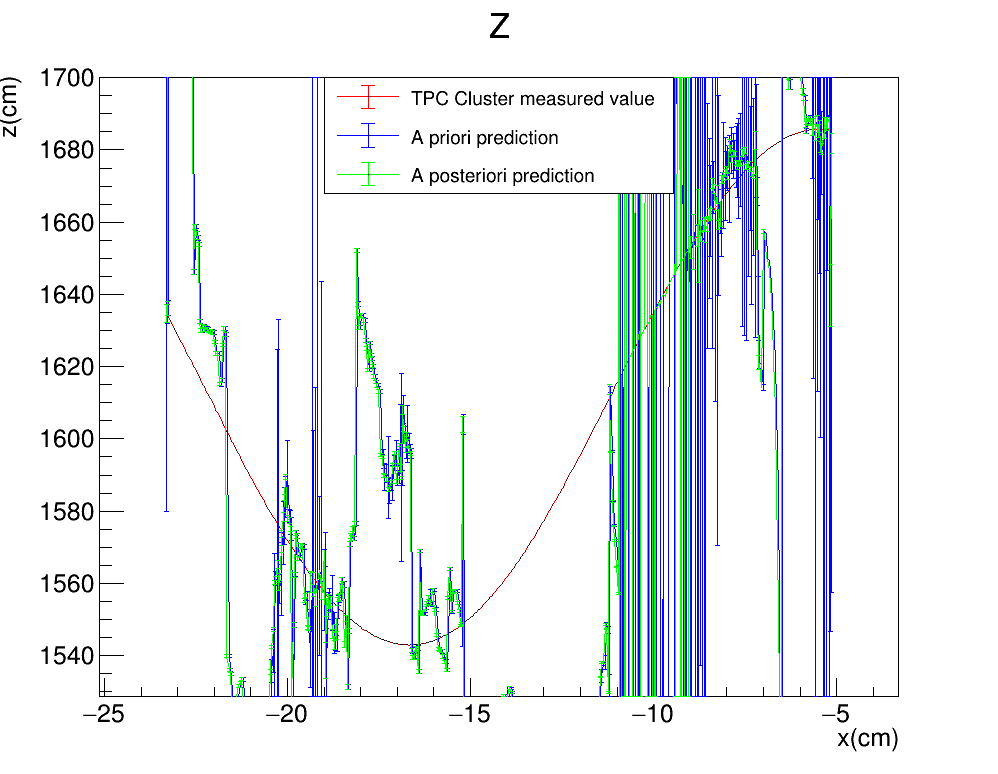 Z
z(cm)
1700
1680
1660
1640
1620
1600
1580
1560
1540
TPC Cluster measured value
A priori prediction
A posteriori prediction
−25 −20 −15 −10 −5
x(cm)